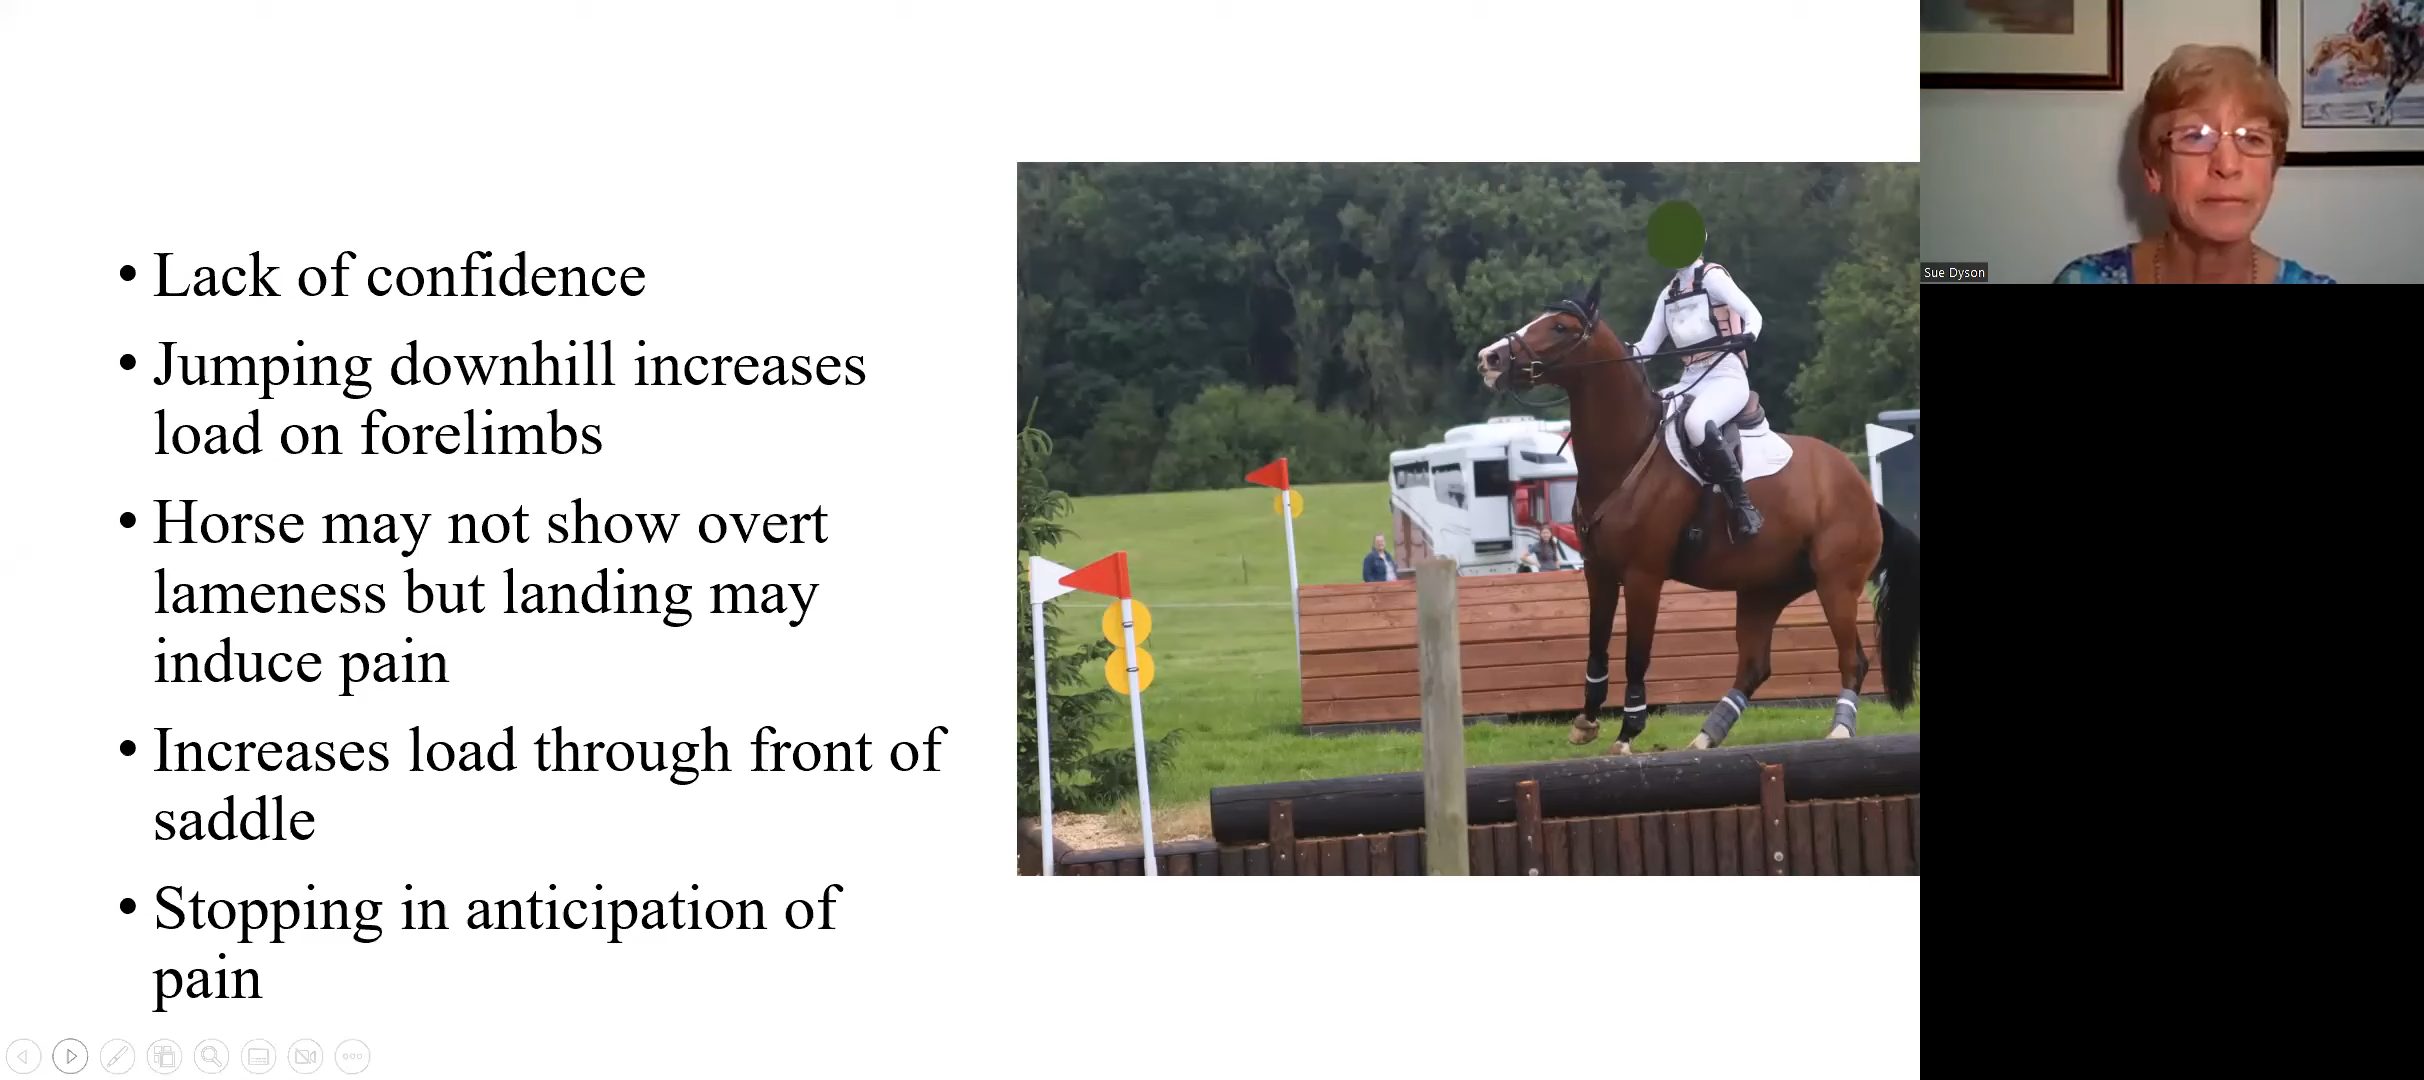 • Lack of confidence
• Jumping downhill increases
load on forelimbs
• Horse may not show overt
lameness but landing may
induce pain
• Increases load through front of
saddle
• Stopping in anticipation of
pain
Sue Dyson